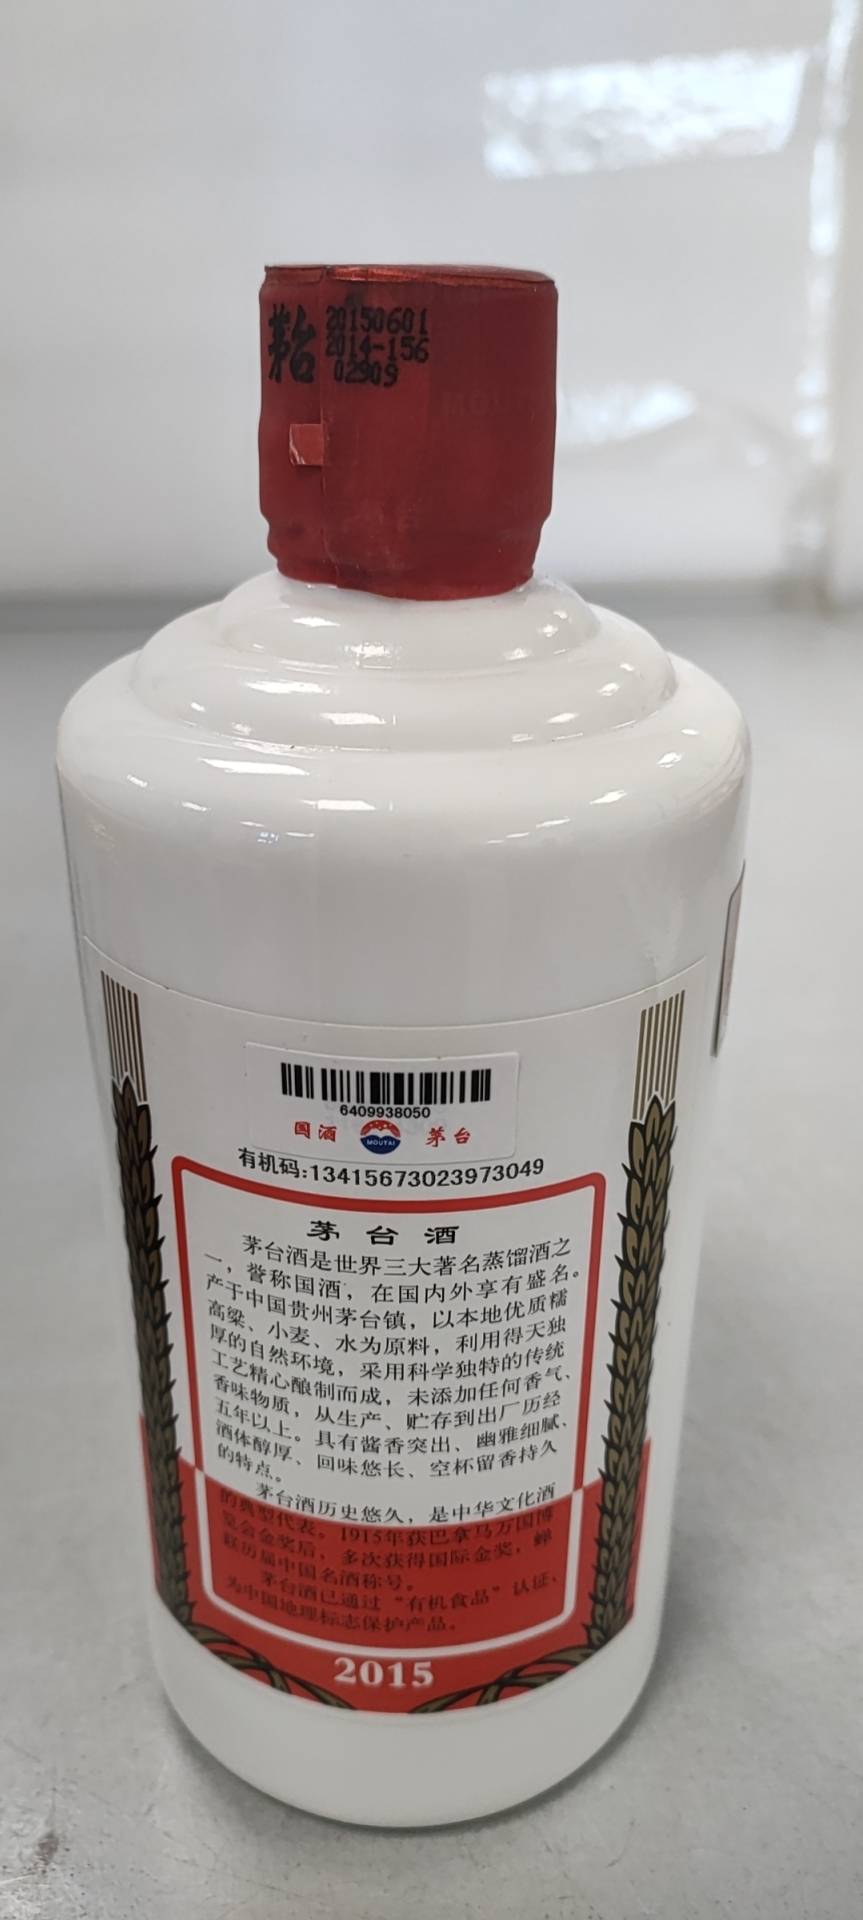 茅台
20150601
2014-156
02909
6409938050
国酒 MOUTAI 茅台
有机码:13415673023973049
茅台酒
茅台酒是世界三大著名蒸馏酒之
一，誉称国酒，在国内外享有盛名。
产于中国贵州茅台镇，以本地优质糯
高粱、小麦、水为原料，利用得天独
厚的自然环境，采用科学独特的传统
工艺精心酿制而成，未添加任何香气、
香味物质，从生产、贮存到出厂历经
五年以上。具有酱香突出、幽雅细腻、
酒体醇厚、回味悠长、空杯留香持久
的特点。
茅台酒历史悠久，是中华文化酒
的典型代表。1915年获巴拿马万国博
览会金奖后，多次获得国际金奖，蝉
联历届中国名酒称号。
茅台酒已通过“有机食品”认证，
为中国地理标志保护产品。
2015